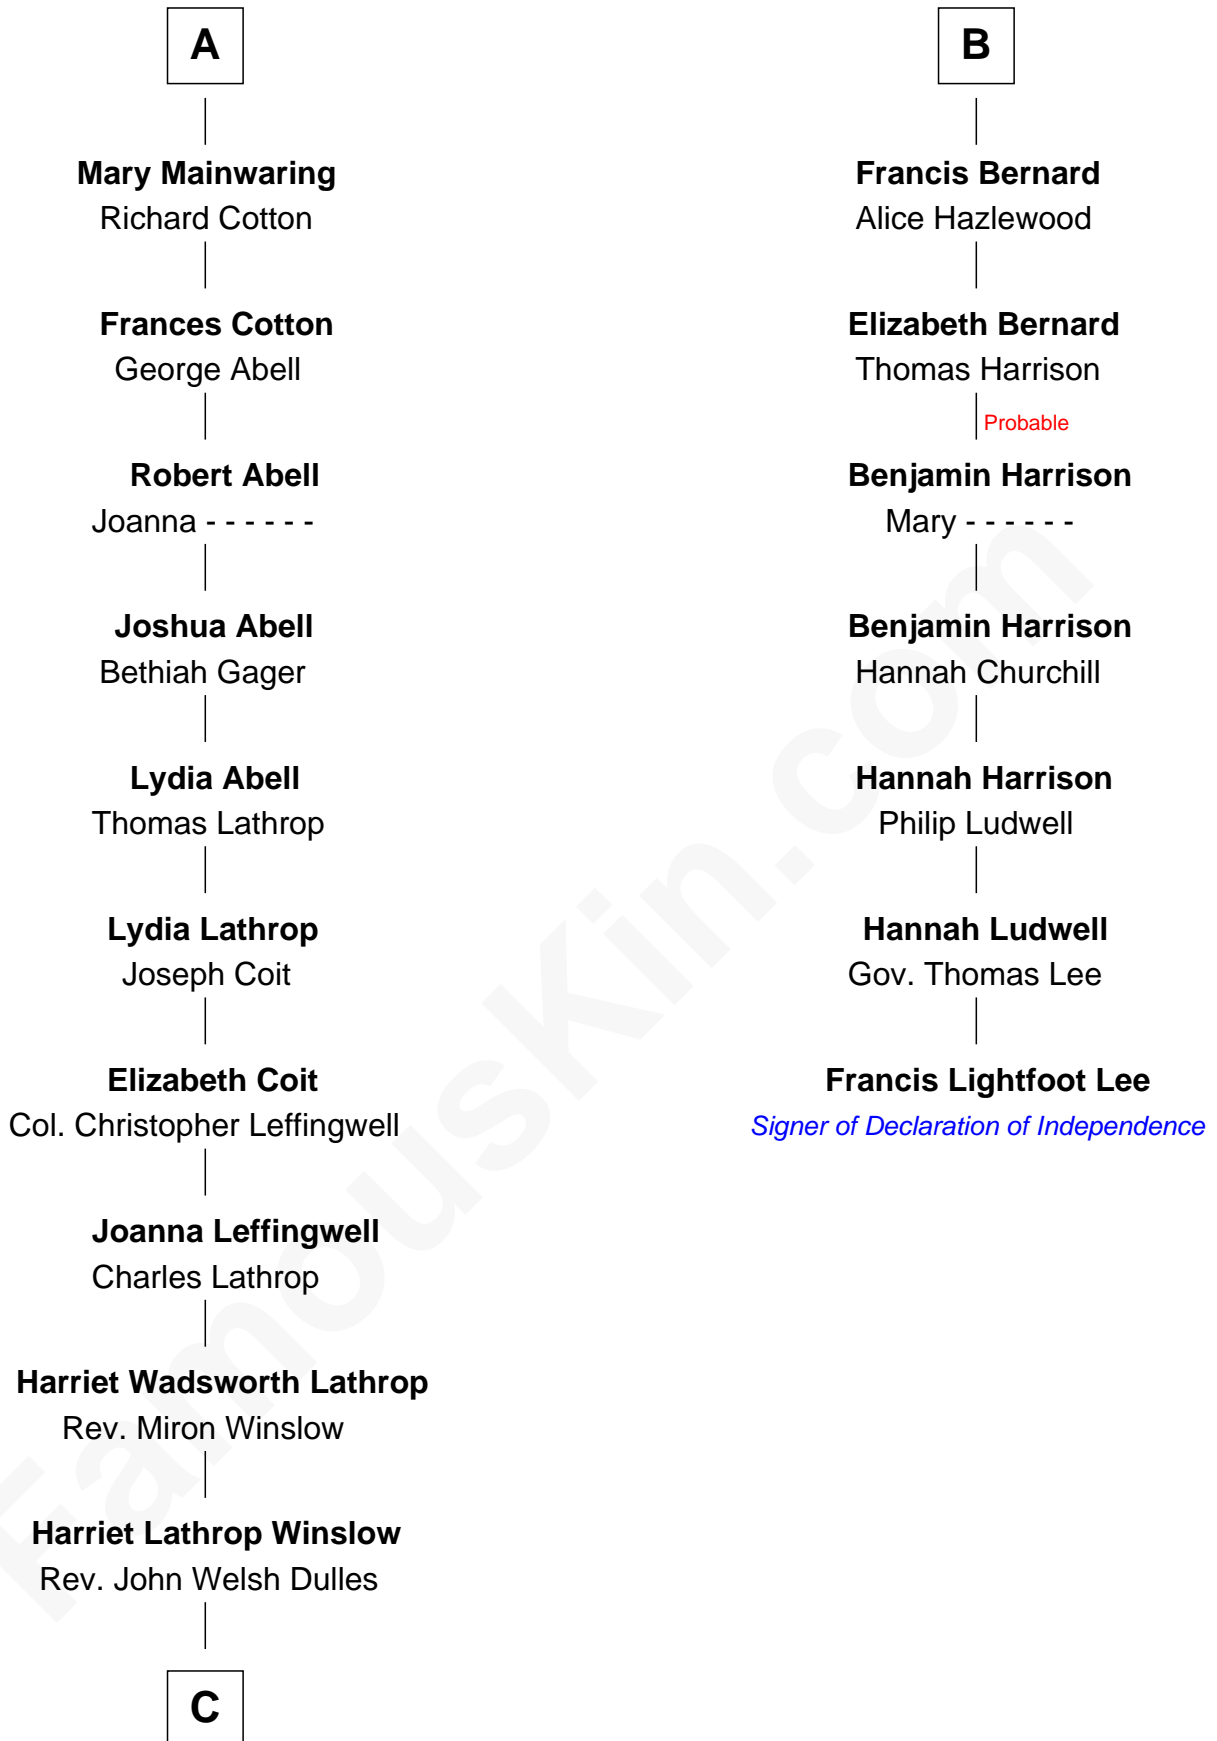 A
Mary Mainwaring
Richard Cotton
Frances Cotton
George Abell
Robert Abell
Joanna - - - - - -
Joshua Abell
Bethiah Gager
Lydia Abell
Thomas Lathrop
Lydia Lathrop
Joseph Coit
Elizabeth Coit
Col. Christopher Leffingwell
Joanna Leffingwell
Charles Lathrop
Harriet Wadsworth Lathrop
Rev. Miron Winslow
Harriet Lathrop Winslow
Rev. John Welsh Dulles
C
B
Francis Bernard
Alice Hazlewood
Elizabeth Bernard
Thomas Harrison
Probable
Benjamin Harrison
Mary - - - - - -
Benjamin Harrison
Hannah Churchill
Hannah Harrison
Philip Ludwell
Hannah Ludwell
Gov. Thomas Lee
Francis Lightfoot Lee
Signer of Declaration of Independence
FamousKin.com